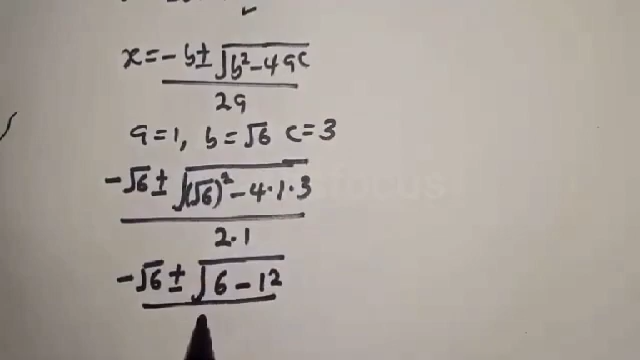 x = -b ± √b² - 4ac
2a
a = 1, b = √6 c = 3
-√6 ± √(√6)² - 4·1·3
2·1
-√6 ± √6 - 12